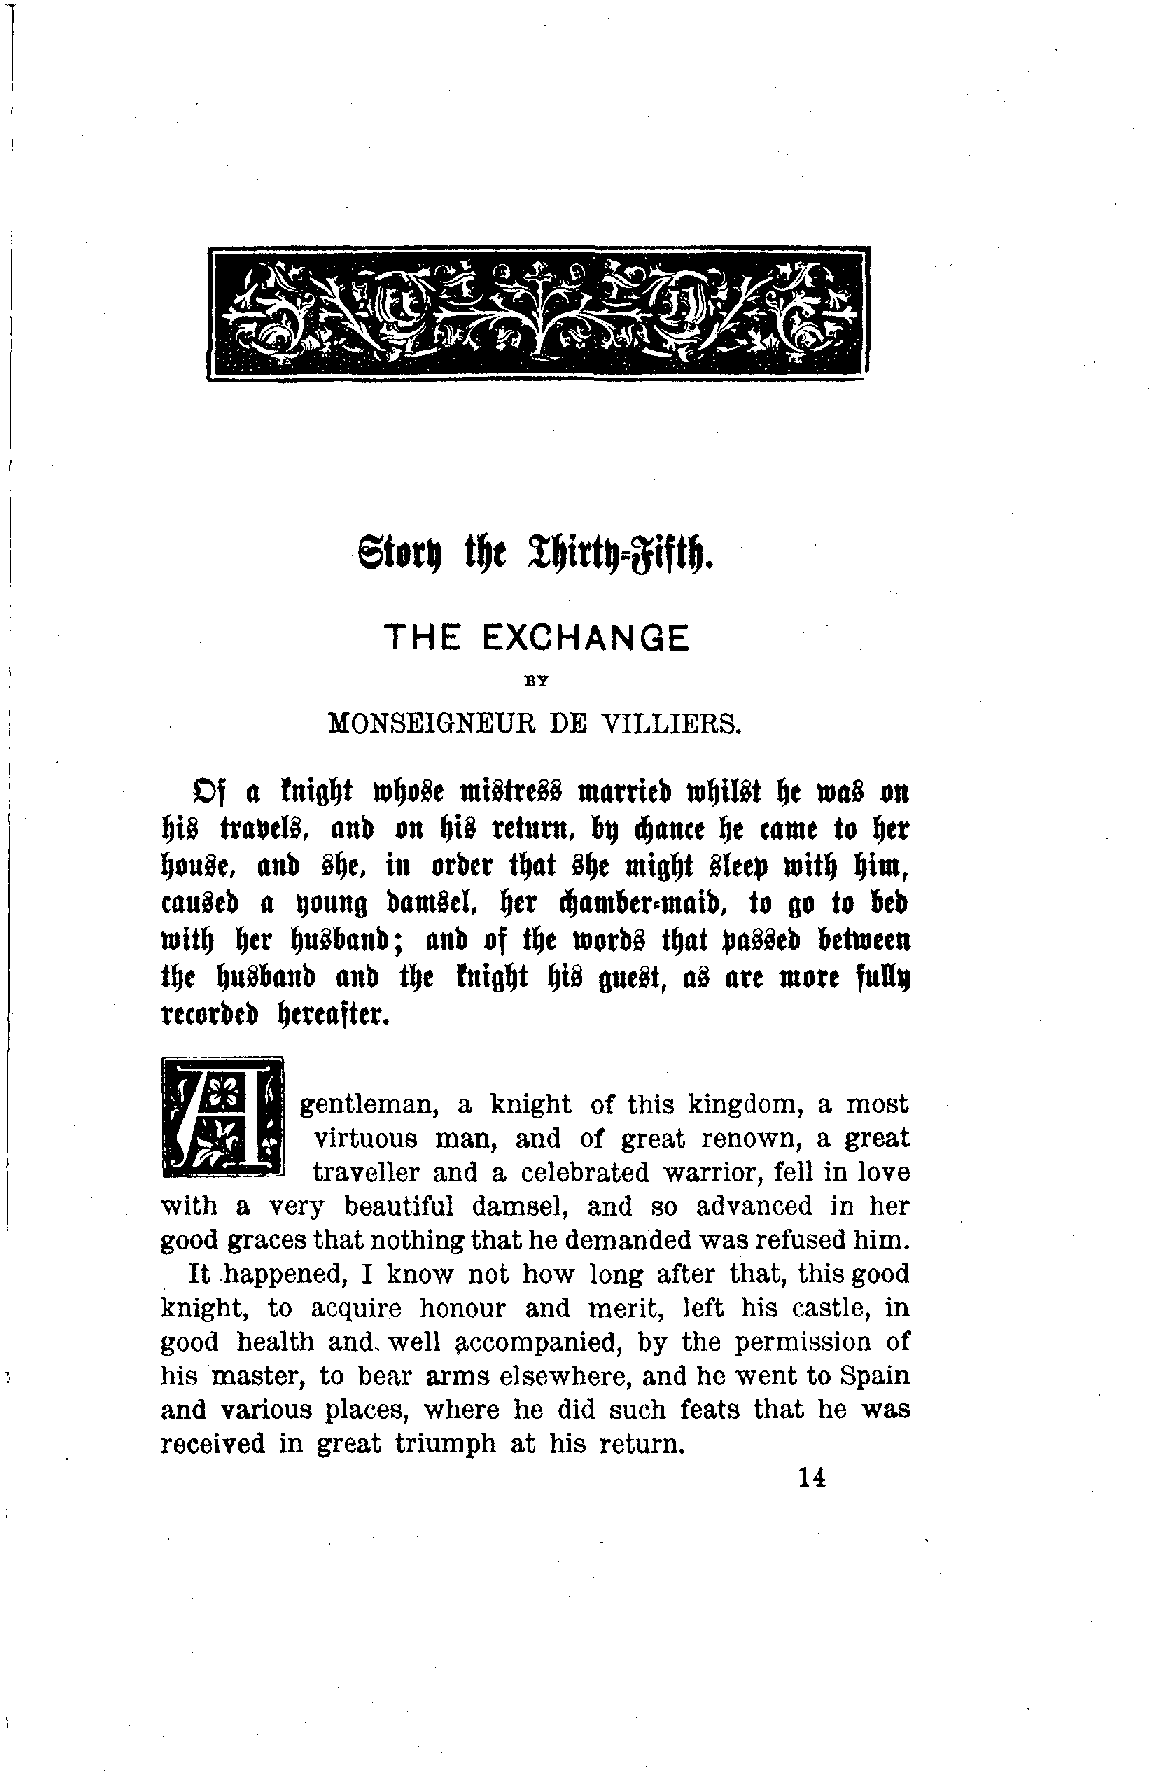 Story the Thirty-Fifth.
THE EXCHANGE
BY
MONSEIGNEUR DE VILLIERS.
Of a knight whose mistress married whilst he was on
his travels, and on his return, by chance he came to her
house, and she, in order that she might sleep with him,
caused a young damsel, her chamber-maid, to go to bed
with her husband; and of the words that passed between
the husband and the knight his guest, as are more fully
recorded hereafter.
A gentleman, a knight of this kingdom, a most
virtuous man, and of great renown, a great
traveller and a celebrated warrior, fell in love
with a very beautiful damsel, and so advanced in her
good graces that nothing that he demanded was refused him.
It happened, I know not how long after that, this good
knight, to acquire honour and merit, left his castle, in
good health and well accompanied, by the permission of
his master, to bear arms elsewhere, and he went to Spain
and various places, where he did such feats that he was
received in great triumph at his return.
14